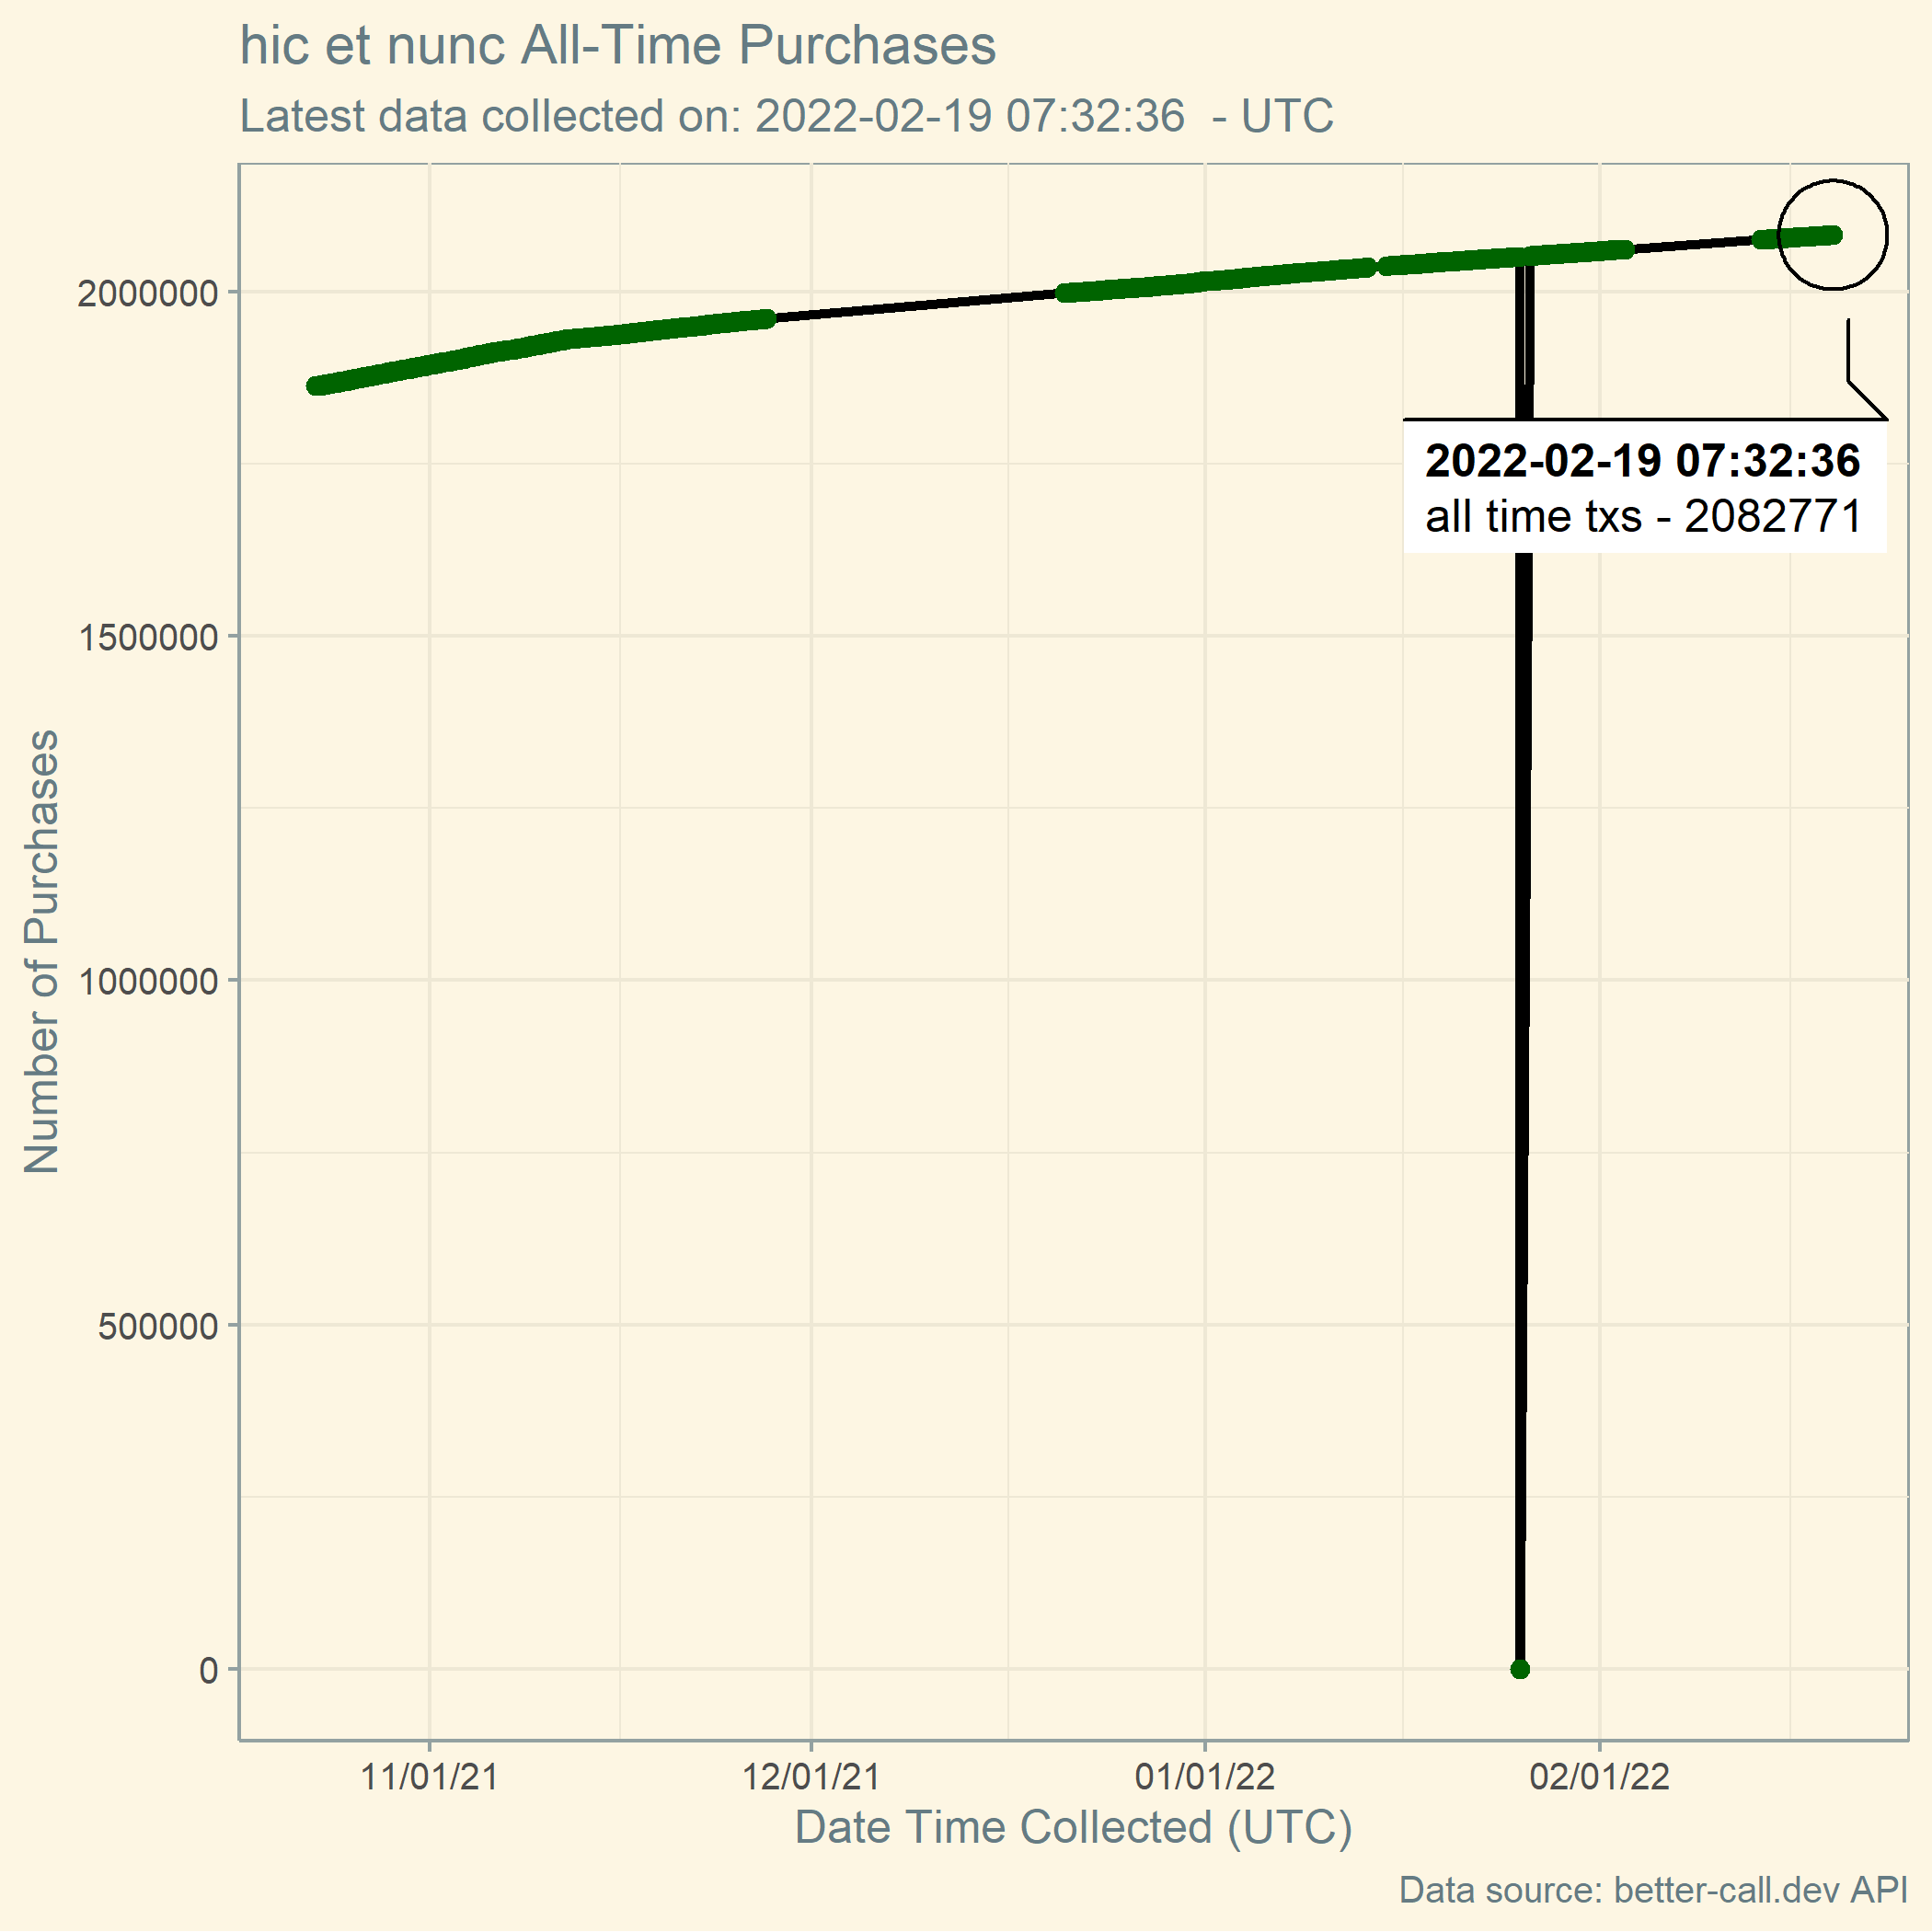 hic et nunc All-Time Purchases
Latest data collected on: 2022-02-19 07:32:36  - UTC
2000000
1500000
1000000
500000
0
Number of Purchases
2022-02-19 07:32:36
all time txs - 2082771
11/01/21
12/01/21
01/01/22
02/01/22
Date Time Collected (UTC)
Data source: better-call.dev API